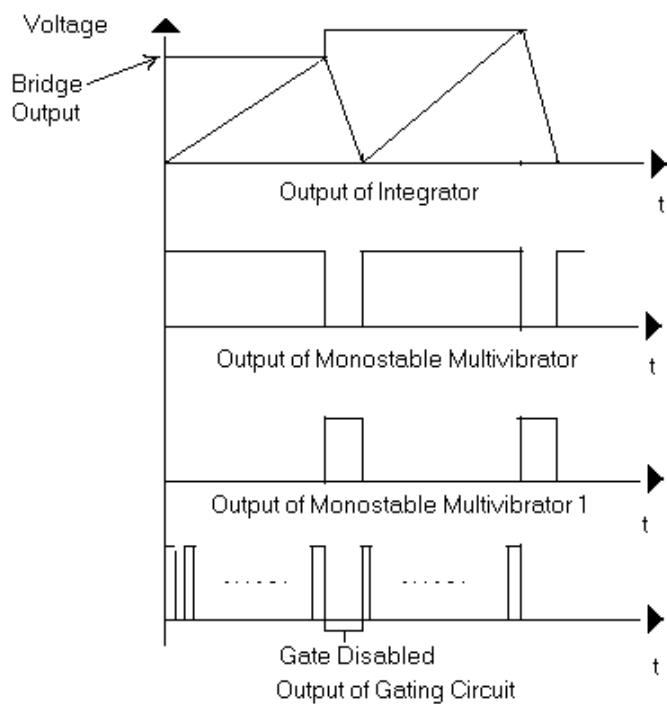 Voltage
Bridge
Output
Output of Integrator
t
Output of Monostable Multivibrator
t
Output of Monostable Multivibrator 1
t
Gate Disabled
t
Output of Gating Circuit